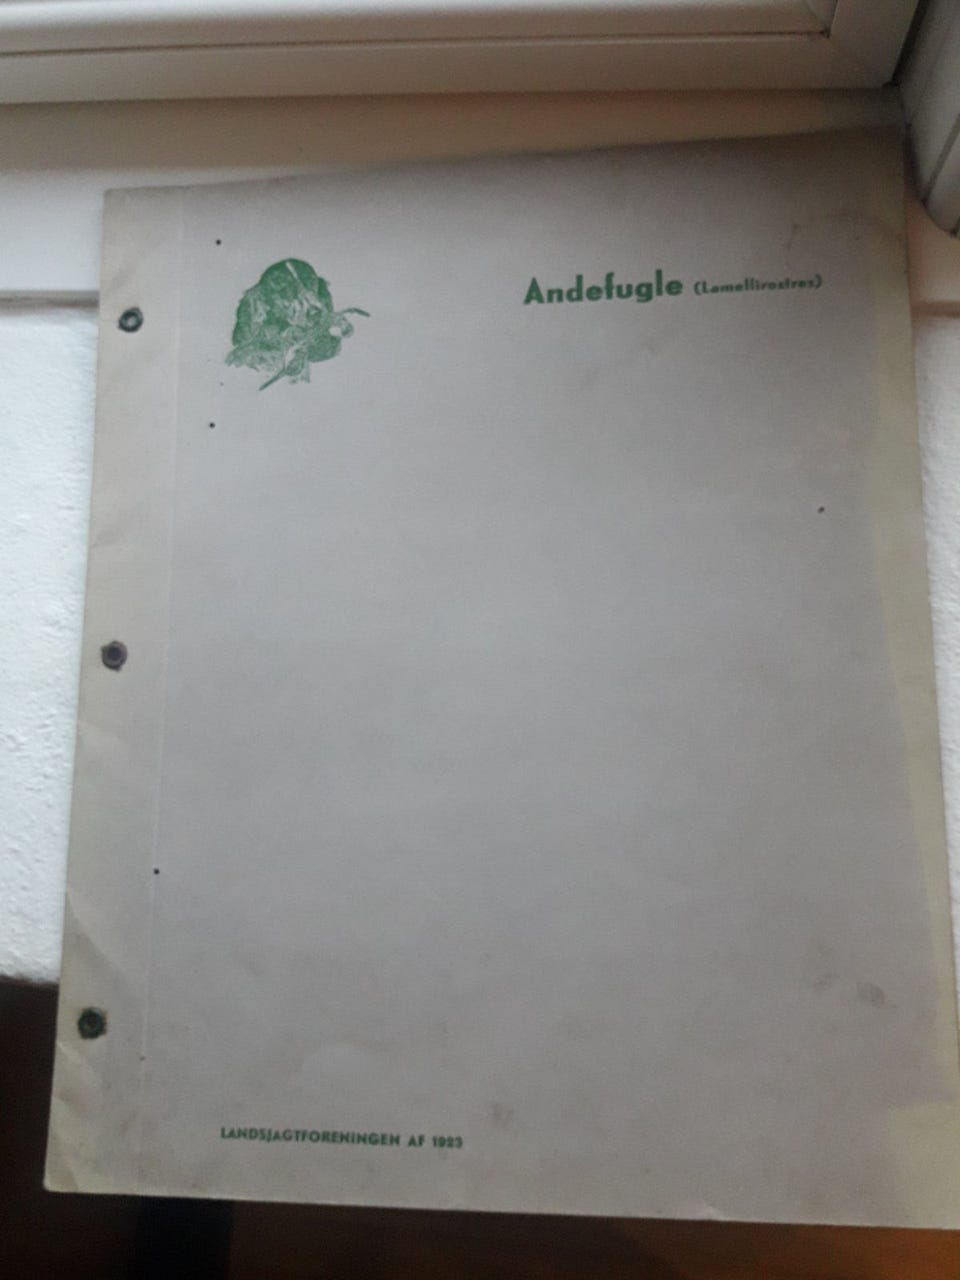 Andefugle (Lamellirostres)
LANDSJAGTFORENINGEN AF 1923